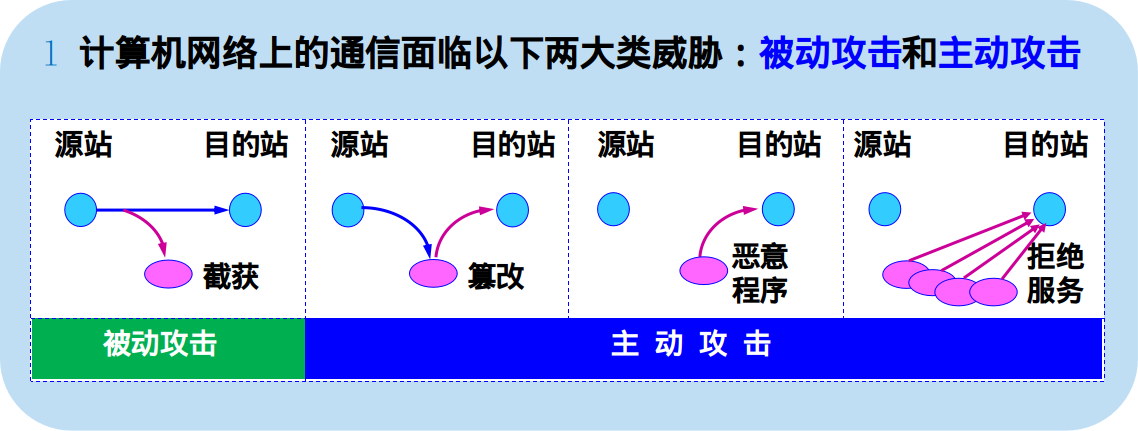 1 计算机网络上的通信面临以下两大类威胁：被动攻击和主动攻击
源站 目的站 源站 目的站 源站 目的站 源站 目的站
截获
篡改
恶意
程序
拒绝
服务
被动攻击
主 动 攻 击